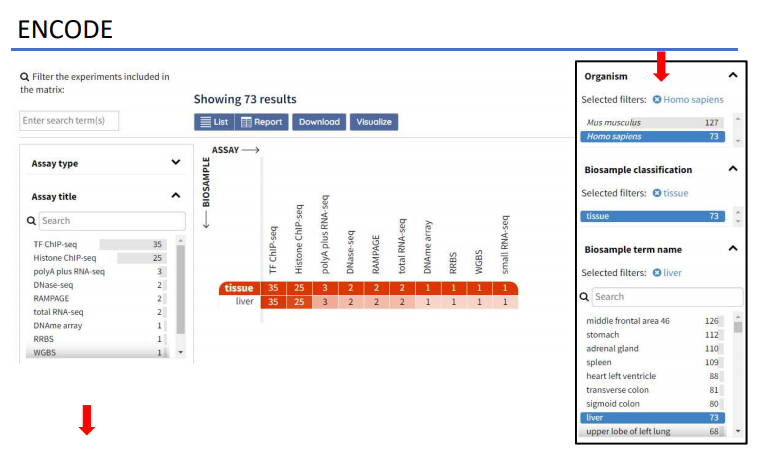 ENCODE
Filter the experiments included in
the matrix:
Enter search term(s)
Assay type
Assay title
Search
TF ChIP-seq 35
Histone ChIP-seq 25
polyA plus RNA-seq 3
DNase-seq 2
RAMPAGE 2
total RNA-seq 2
DNAme array 1
RRBS 1
WGBS 1
Showing 73 results
List Report Download Visualize
ASSAY
BIOSAMPLE
TF ChIP-seq
Histone ChIP-seq
polyA plus RNA-seq
DNase-seq
RAMPAGE
total RNA-seq
DNAme array
RRBS
WGBS
small RNA-seq
tissue 35 25 3 2 2 2 1 1 1 1
liver 35 25 3 2 2 2 1 1 1 1
Organism
Selected filters: Homo sapiens
Mus musculus 127
Homo sapiens 73
Biosample classification
Selected filters: tissue
tissue 73
Biosample term name
Selected filters: liver
Search
middle frontal area 46 126
stomach 112
adrenal gland 110
spleen 109
heart left ventricle 88
transverse colon 81
sigmoid colon 80
liver 73
upper lobe of left lung 68